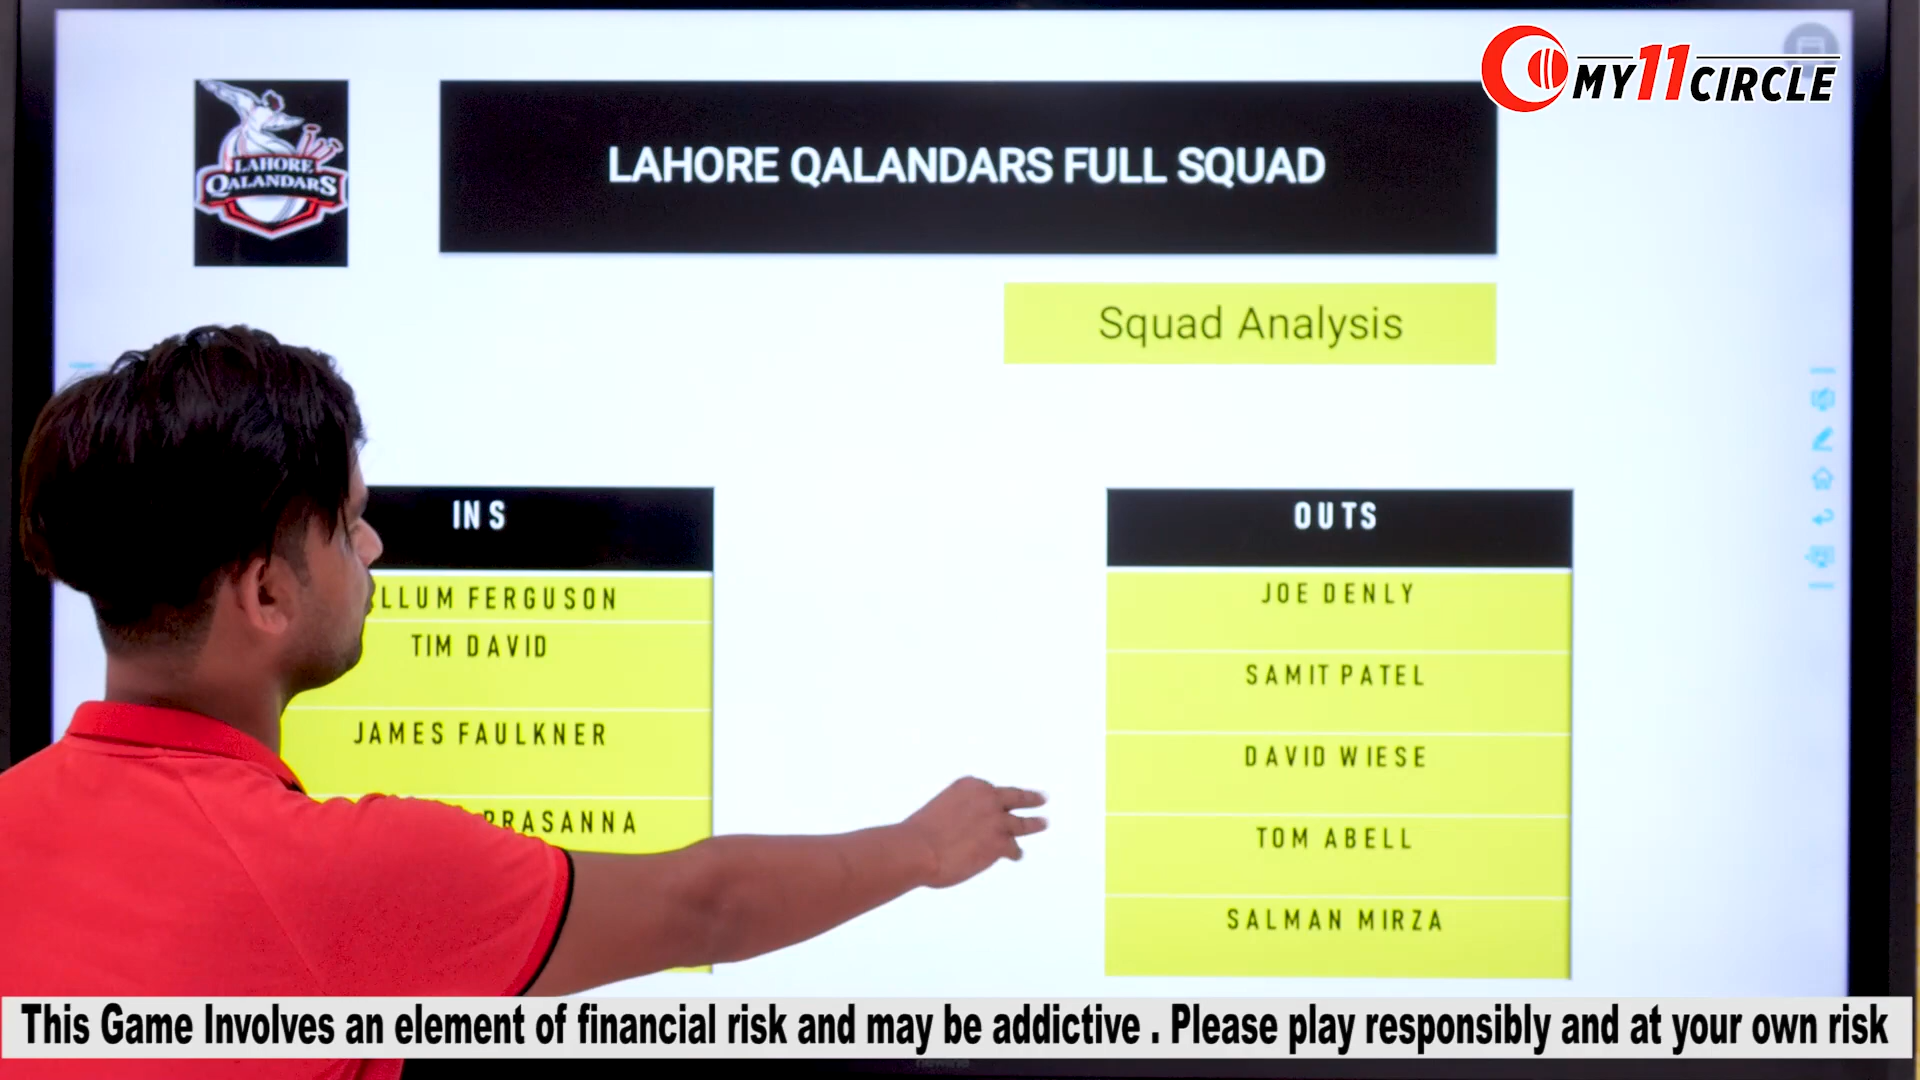 MY11CIRCLE
LAHORE
QALANDARS
LAHORE QALANDARS FULL SQUAD
Squad Analysis
INS
FERGUSON
TIM DAVID
JAMES FAULKNER
PRASANNA
OUTS
JOE DENLY
SAMIT PATEL
DAVID WIESE
TOM ABELL
SALMAN MIRZA
This Game Involves an element of financial risk and may be addictive . Please play responsibly and at your own risk